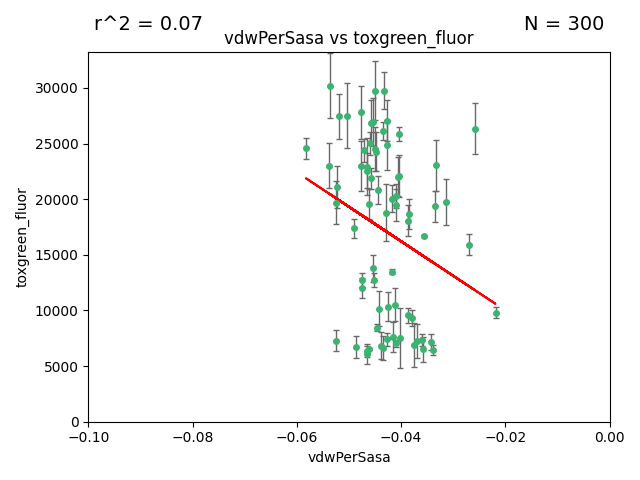 r^2 = 0.07
N = 300
vdwPerSasa vs toxgreen_fluor
toxgreen_fluor
30000
25000
20000
15000
10000
5000
0
−0.10
−0.08
−0.06
−0.04
−0.02
0.00
vdwPerSasa